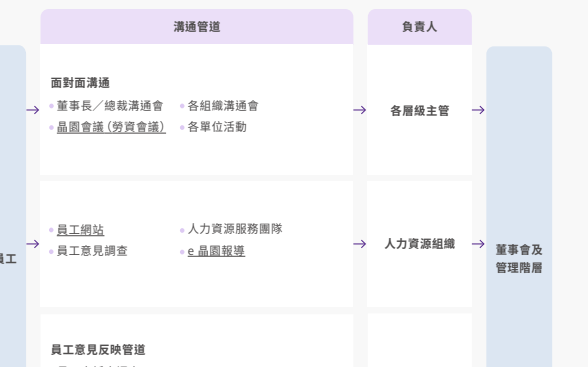 溝通管道
負責人
面對面溝通
董事長／總裁溝通會
各組織溝通會
晶園會議 (勞資會議)
各單位活動
各層級主管
員工網站
人力資源服務團隊
員工意見調查
e 晶園報導
人力資源組織
員工
董事會及
管理階層
員工意見反映管道